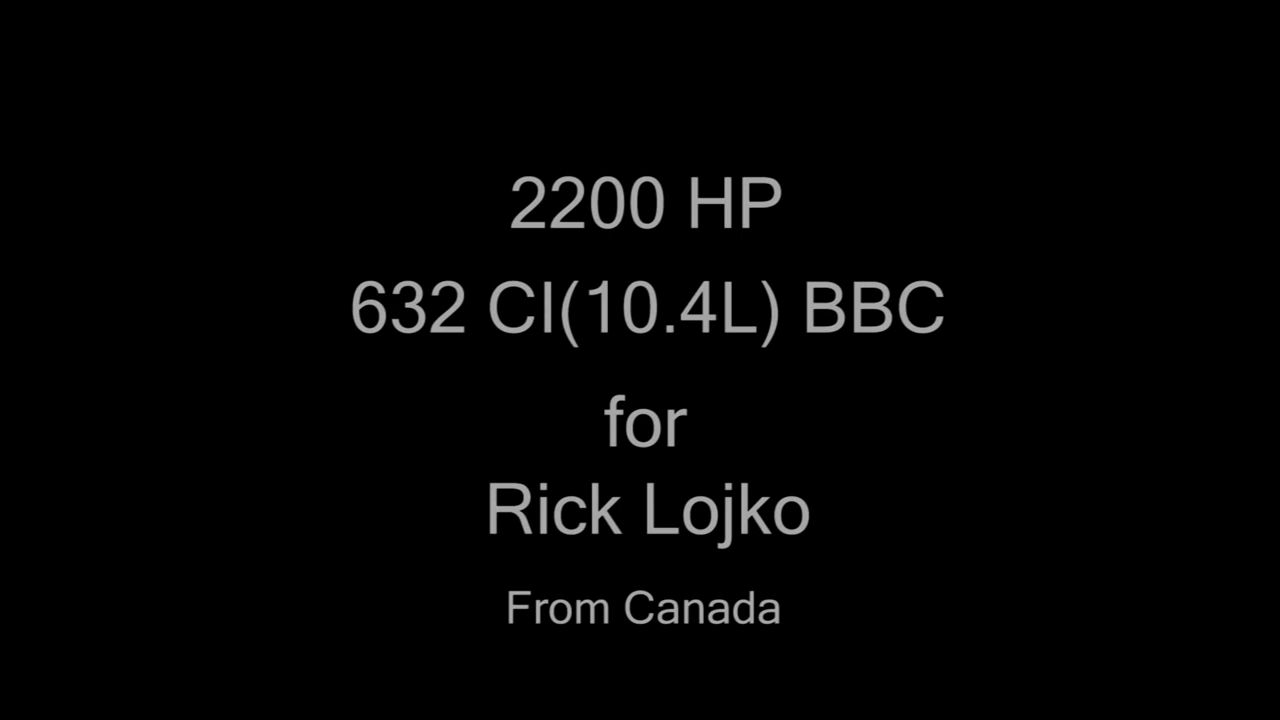 2200 HP
632 CI(10.4L) BBC
for
Rick Lojko
From Canada